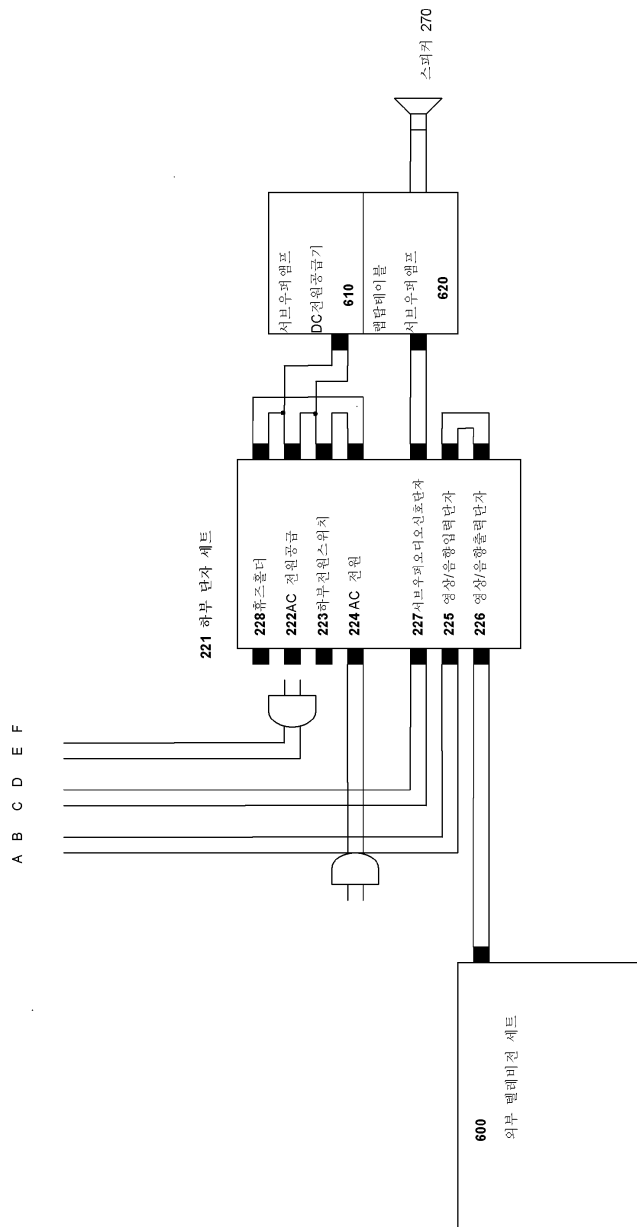 A B C D E F
221 하부 단자 세트
228휴즈홀더
222AC 전원공급
223하부전원스위치
224 AC 전원
227서브우퍼오디오신호단자
225 영상/음향입력단자
226 영상/음향출력단자
서브우퍼앰프
DC전원공급기
610
랩탑테이블
서브우퍼앰프
620
스피커 270
600
외부 텔레비전 세트